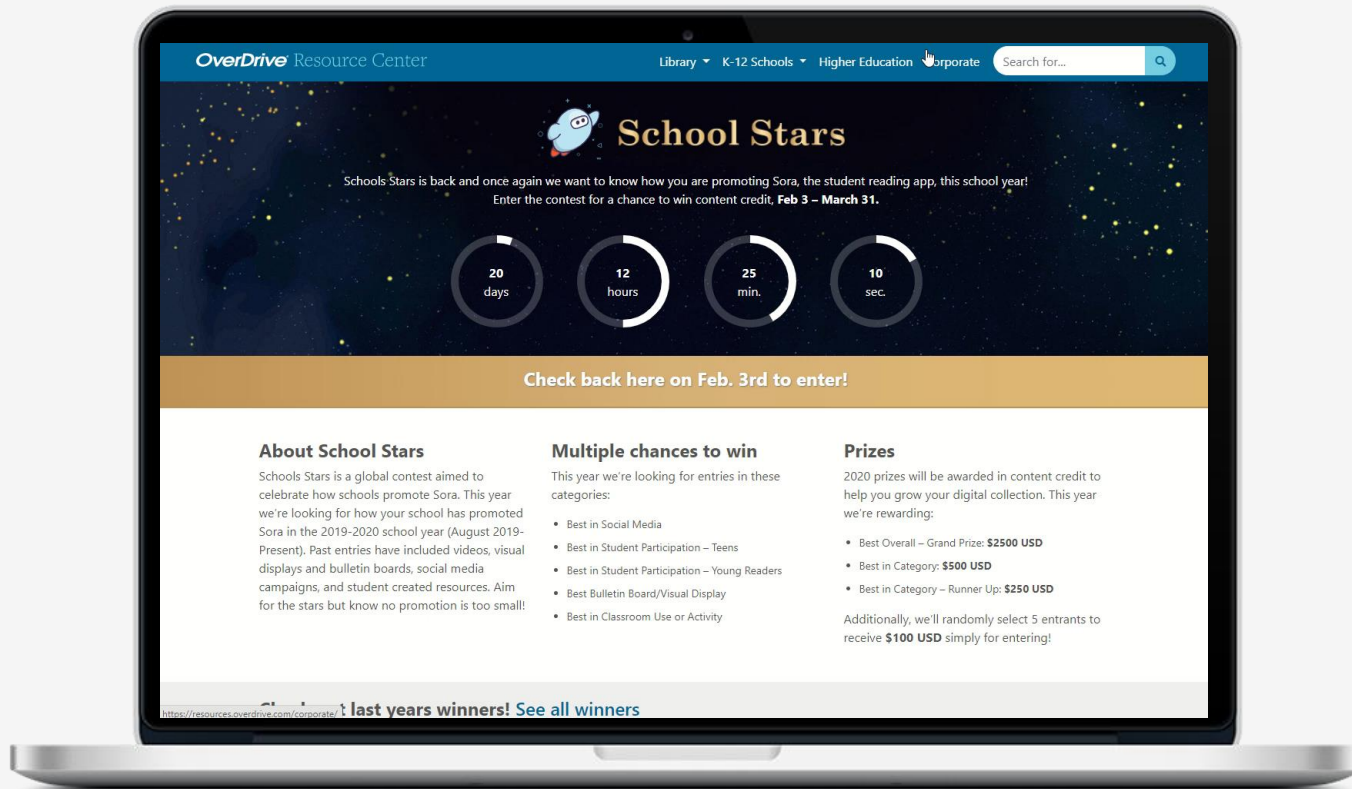 OverDrive Resource Center
Library K-12 Schools Higher Education Corporate Search for...
School Stars
Schools Stars is back and once again we want to know how you are promoting Sora, the student reading app, this school year!
Enter the contest for a chance to win content credit, Feb 3 – March 31.
20 days
12 hours
25 min.
10 sec.
Check back here on Feb. 3rd to enter!
About School Stars
Schools Stars is a global contest aimed to
celebrate how schools promote Sora. This year
we're looking for how your school has promoted
Sora in the 2019-2020 school year (August 2019-
Present). Past entries have included videos, visual
displays and bulletin boards, social media
campaigns, and student created resources. Aim
for the stars but know no promotion is too small!
Multiple chances to win
This year we're looking for entries in these
categories:
• Best in Social Media
• Best in Student Participation – Teens
• Best in Student Participation – Young Readers
• Best Bulletin Board/Visual Display
• Best in Classroom Use or Activity
Prizes
2020 prizes will be awarded in content credit to
help you grow your digital collection. This year
we're rewarding:
• Best Overall – Grand Prize: $2500 USD
• Best in Category: $500 USD
• Best in Category – Runner Up: $250 USD
Additionally, we'll randomly select 5 entrants to
receive $100 USD simply for entering!
last years winners! See all winners
https://resources.overdrive.com/corporate/